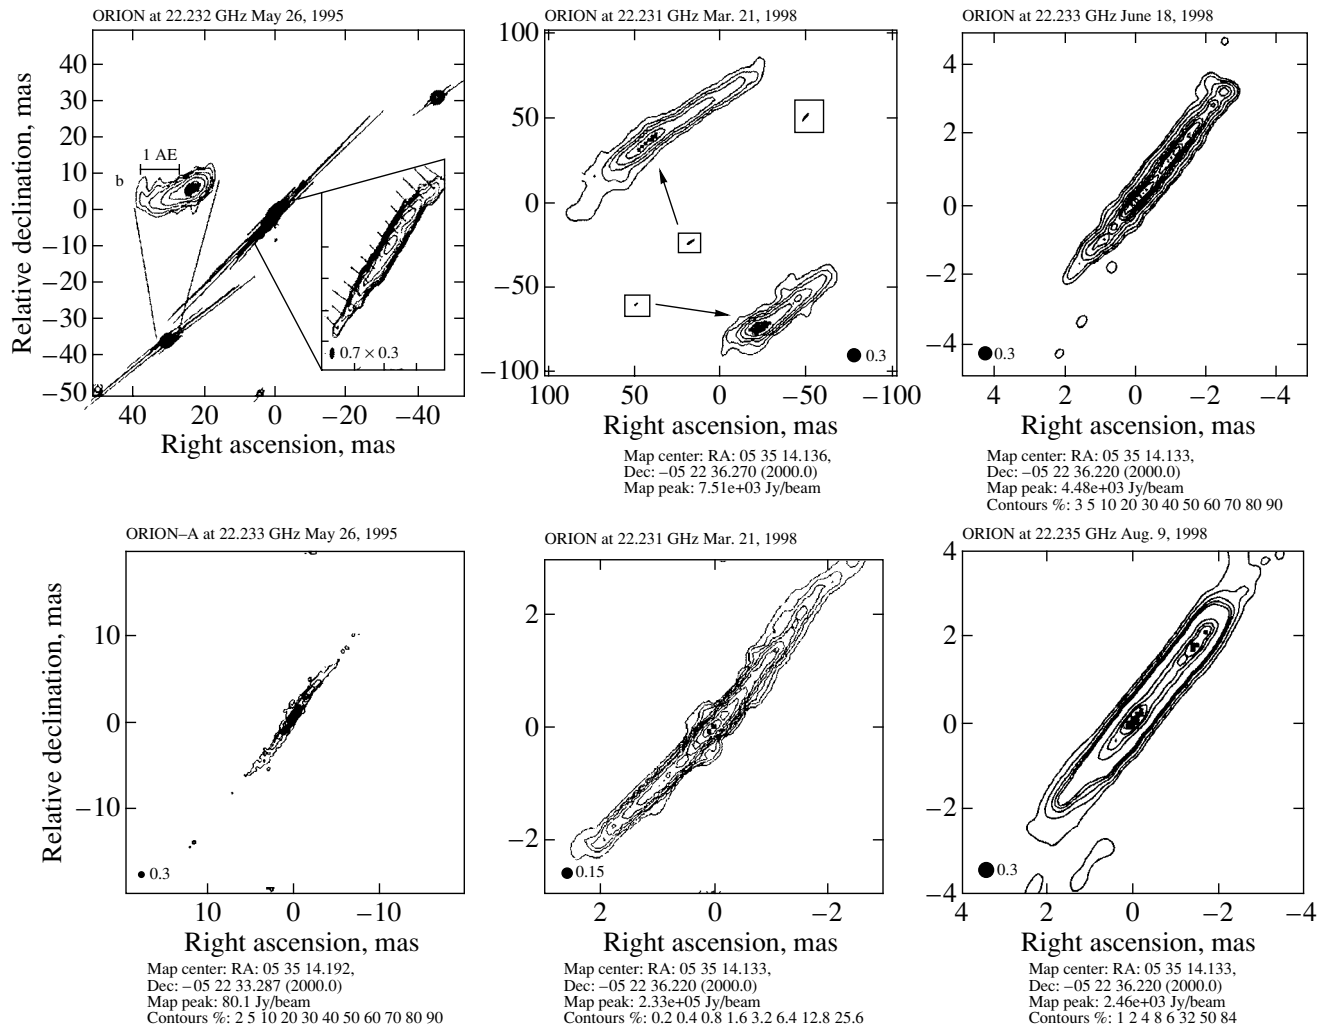 ORION at 22.232 GHz May 26, 1995
Relative declination, mas
40
30
20
10
0
−10
−20
−30
−40
−50
1 AE
b
0.7 × 0.3
40
20
0
−20
−40
Right ascension, mas
ORION at 22.231 GHz Mar. 21, 1998
100
50
0
−50
−100
0.3
100
50
0
−50
−100
Right ascension, mas
Map center: RA: 05 35 14.136,
Dec: −05 22 36.270 (2000.0)
Map peak: 7.51e+03 Jy/beam
ORION at 22.233 GHz June 18, 1998
4
2
0
−2
−4
0.3
4
2
0
−2
−4
Right ascension, mas
Map center: RA: 05 35 14.133,
Dec: −05 22 36.220 (2000.0)
Map peak: 4.48e+03 Jy/beam
Contours %: 3 5 10 20 30 40 50 60 70 80 90
ORION−A at 22.233 GHz May 26, 1995
Relative declination, mas
10
0
−10
0.3
10
0
−10
Right ascension, mas
Map center: RA: 05 35 14.192,
Dec: −05 22 33.287 (2000.0)
Map peak: 80.1 Jy/beam
Contours %: 2 5 10 20 30 40 50 60 70 80 90
ORION at 22.231 GHz Mar. 21, 1998
2
0
−2
0.15
2
0
−2
Right ascension, mas
Map center: RA: 05 35 14.133,
Dec: −05 22 36.220 (2000.0)
Map peak: 2.33e+05 Jy/beam
Contours %: 0.2 0.4 0.8 1.6 3.2 6.4 12.8 25.6
ORION at 22.235 GHz Aug. 9, 1998
4
2
0
−2
−4
0.3
4
2
0
−2
−4
Right ascension, mas
Map center: RA: 05 35 14.133,
Dec: −05 22 36.220 (2000.0)
Map peak: 2.46e+03 Jy/beam
Contours %: 1 2 4 8 6 32 50 84